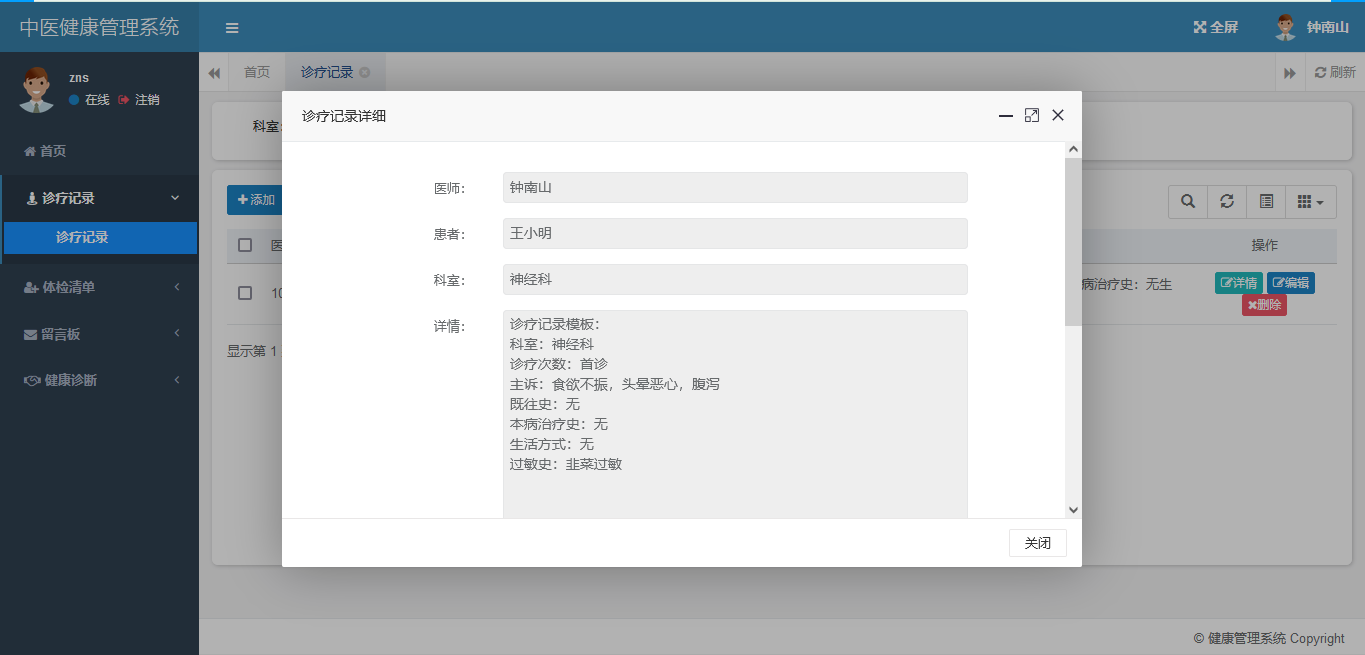 中医健康管理系统
全屏
钟南山
zns
在线 注销
首页
诊疗记录
诊疗记录
体检清单
留言板
健康诊断
首页
诊疗记录
刷新
科室:
添加
医
操作
10
病治疗史：无生
详情
编辑
删除
显示第 1
诊疗记录详细
医师：
钟南山
患者：
王小明
科室：
神经科
详情：
诊疗记录模板：
科室：神经科
诊疗次数：首诊
主诉：食欲不振，头晕恶心，腹泻
既往史：无
本病治疗史：无
生活方式：无
过敏史：韭菜过敏
关闭
© 健康管理系统 Copyright